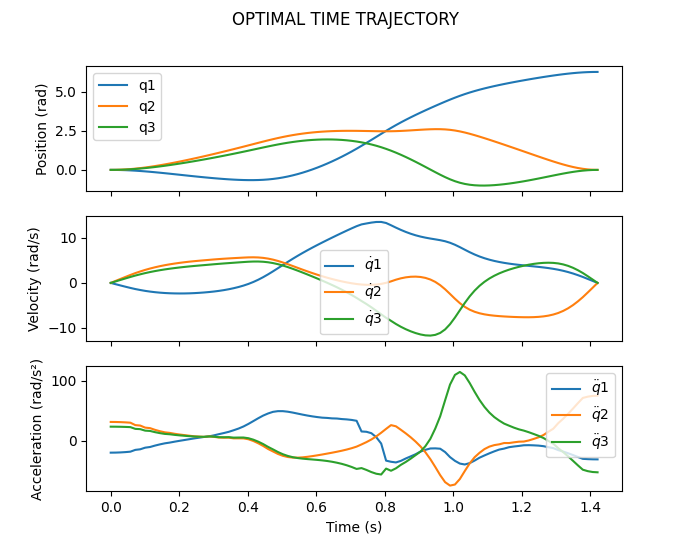 OPTIMAL TIME TRAJECTORY
Position (rad)
5.0
2.5
0.0
q1
q2
q3
Velocity (rad/s)
10
0
−10
q̇1
q̇2
q̇3
Acceleration (rad/s²)
100
0
q̈1
q̈2
q̈3
0.0 0.2 0.4 0.6 0.8 1.0 1.2 1.4
Time (s)